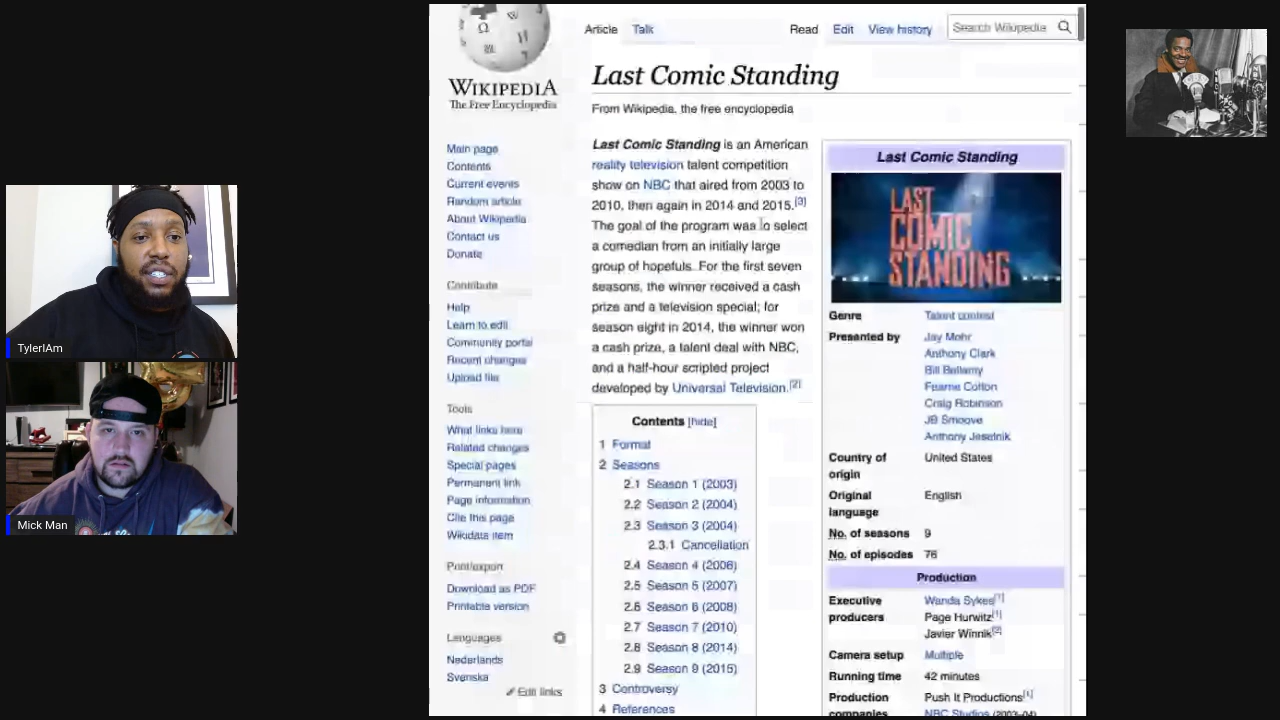 Article
Talk
Read
Edit
View history
Search Wikipedia
WIKIPEDIA
The Free Encyclopedia
Last Comic Standing
From Wikipedia, the free encyclopedia
Main page
Contents
Current events
Random article
About Wikipedia
Contact us
Donate
Contribute
Help
Learn to edit
Community portal
Recent changes
Upload file
Tools
What links here
Related changes
Special pages
Permanent link
Page information
Cite this page
Wikidata item
Print/export
Download as PDF
Printable version
Languages
Nederlands
Svenska
Edit links
Last Comic Standing is an American
reality television talent competition
show on NBC that aired from 2003 to
2010, then again in 2014 and 2015.[3]
The goal of the program was to select
a comedian from an initially large
group of hopefuls. For the first seven
seasons, the winner received a cash
prize and a television special; for
season eight in 2014, the winner won
a cash prize, a talent deal with NBC,
and a half-hour scripted project
developed by Universal Television.[2]
Contents [hide]
1 Format
2 Seasons
2.1 Season 1 (2003)
2.2 Season 2 (2004)
2.3 Season 3 (2004)
2.3.1 Cancellation
2.4 Season 4 (2006)
2.5 Season 5 (2007)
2.6 Season 6 (2008)
2.7 Season 7 (2010)
2.8 Season 8 (2014)
2.9 Season 9 (2015)
3 Controversy
4 References
Last Comic Standing
LAST
COMIC
STANDING
Genre Talent contest
Presented by Jay Mohr
Anthony Clark
Bill Bellamy
Fearne Cotton
Craig Robinson
JB Smoove
Anthony Jeselnik
Country of origin United States
Original language English
No. of seasons 9
No. of episodes 76
Production
Executive producers Wanda Sykes[1]
Page Hurwitz[1]
Javier Winnik[2]
Camera setup Multiple
Running time 42 minutes
Production companies Push It Productions[1]
NBC Studios (2003–04)
TylerIAm
Mick Man